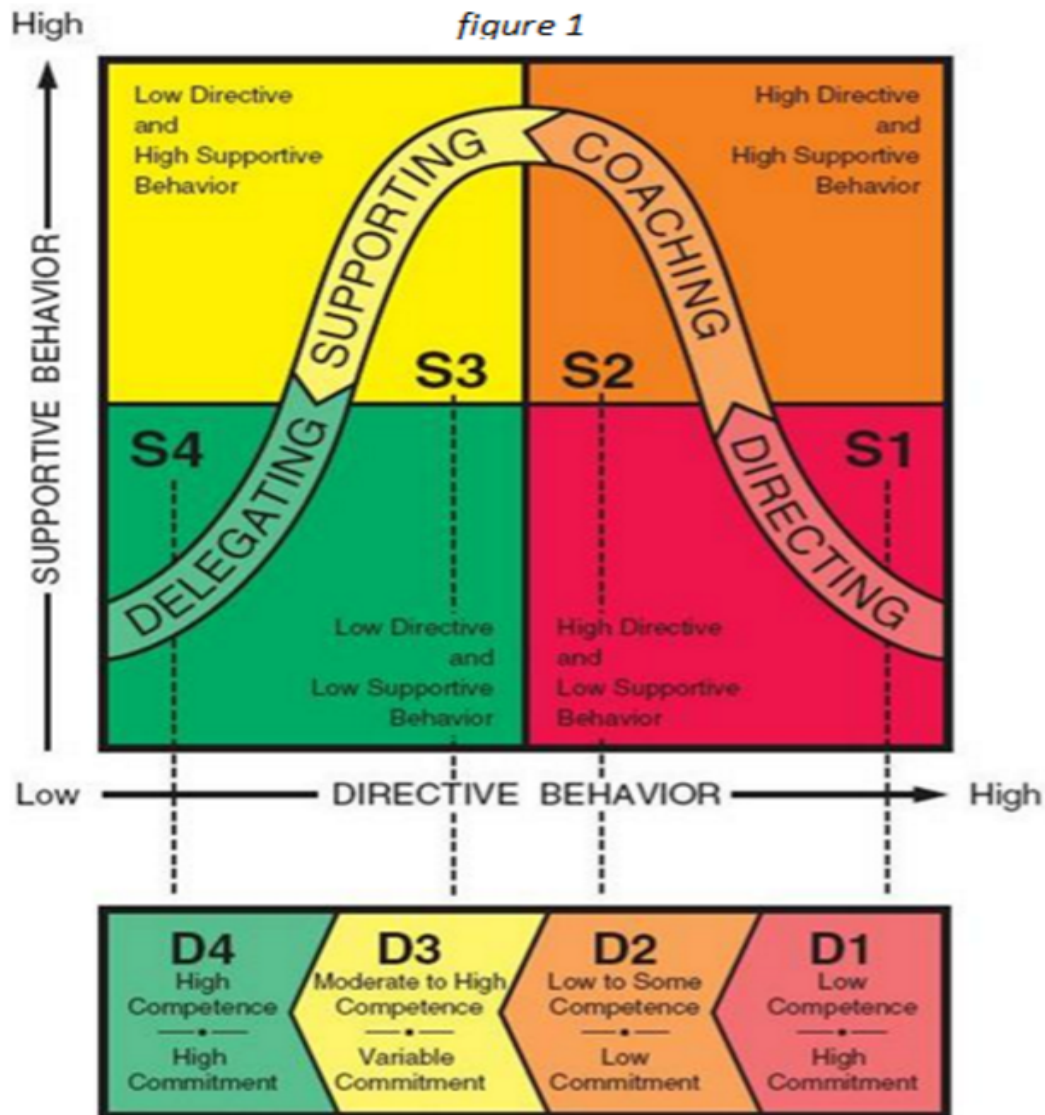 figure 1
High
Low Directive
and
High Supportive
Behavior
High Directive
and
High Supportive
Behavior
SUPPORTING
COACHING
SUPPORTIVE BEHAVIOR
S3
S2
S4
S1
DELEGATING
DIRECTING
Low Directive
and
Low Supportive
Behavior
High Directive
and
Low Supportive
Behavior
Low
DIRECTIVE BEHAVIOR
High
D4
High
Competence
High
Commitment
D3
Moderate to High
Competence
Variable
Commitment
D2
Low to Some
Competence
Low
Commitment
D1
Low
Competence
High
Commitment